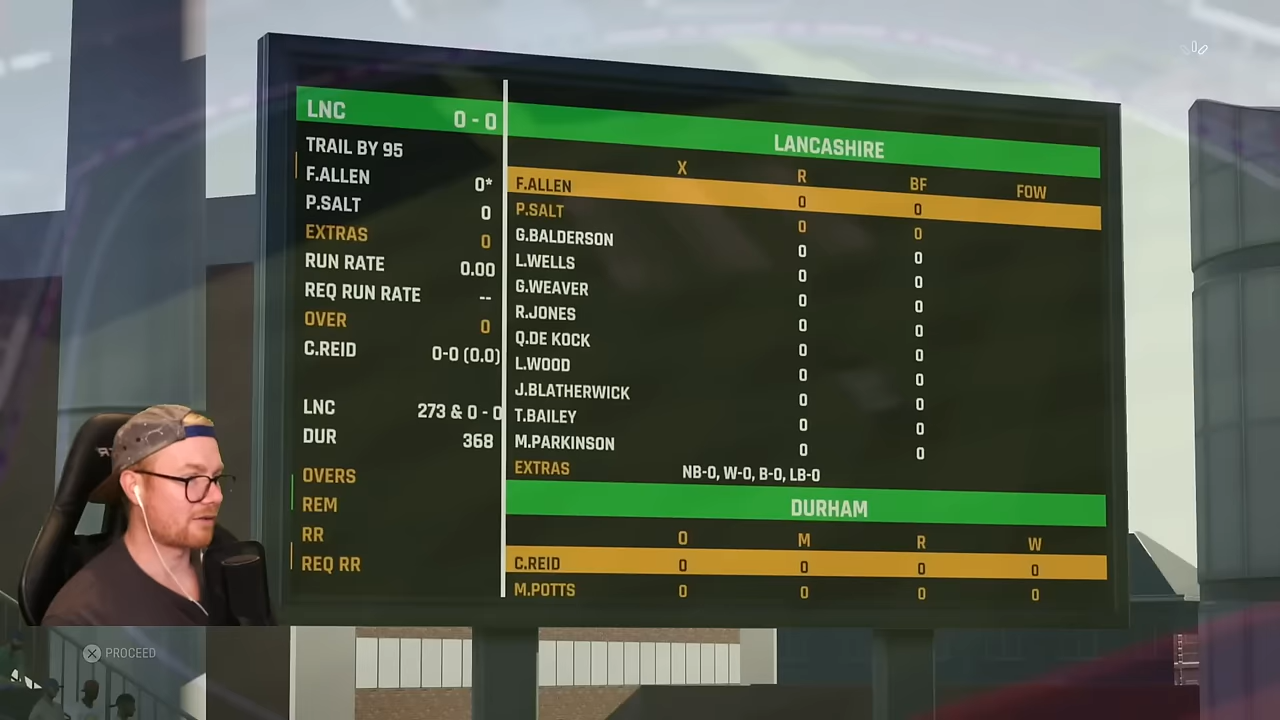 LNC 0 - 0
TRAIL BY 95
F.ALLEN 0*
P.SALT 0
EXTRAS 0
RUN RATE 0.00
REQ RUN RATE --
OVER 0
C.REID 0-0 (0.0)
LNC 273 & 0 - 0
DUR 368
OVERS
REM
RR
REQ RR
LANCASHIRE
X R BF FOW
F.ALLEN 0 0
P.SALT 0 0
G.BALDERSON 0 0
L.WELLS 0 0
G.WEAVER 0 0
R.JONES 0 0
Q.DE KOCK 0 0
L.WOOD 0 0
J.BLATHERWICK 0 0
T.BAILEY 0 0
M.PARKINSON 0 0
EXTRAS NB-0, W-0, B-0, LB-0
DURHAM
O M R W
C.REID 0 0 0 0
M.POTTS 0 0 0 0
PROCEED